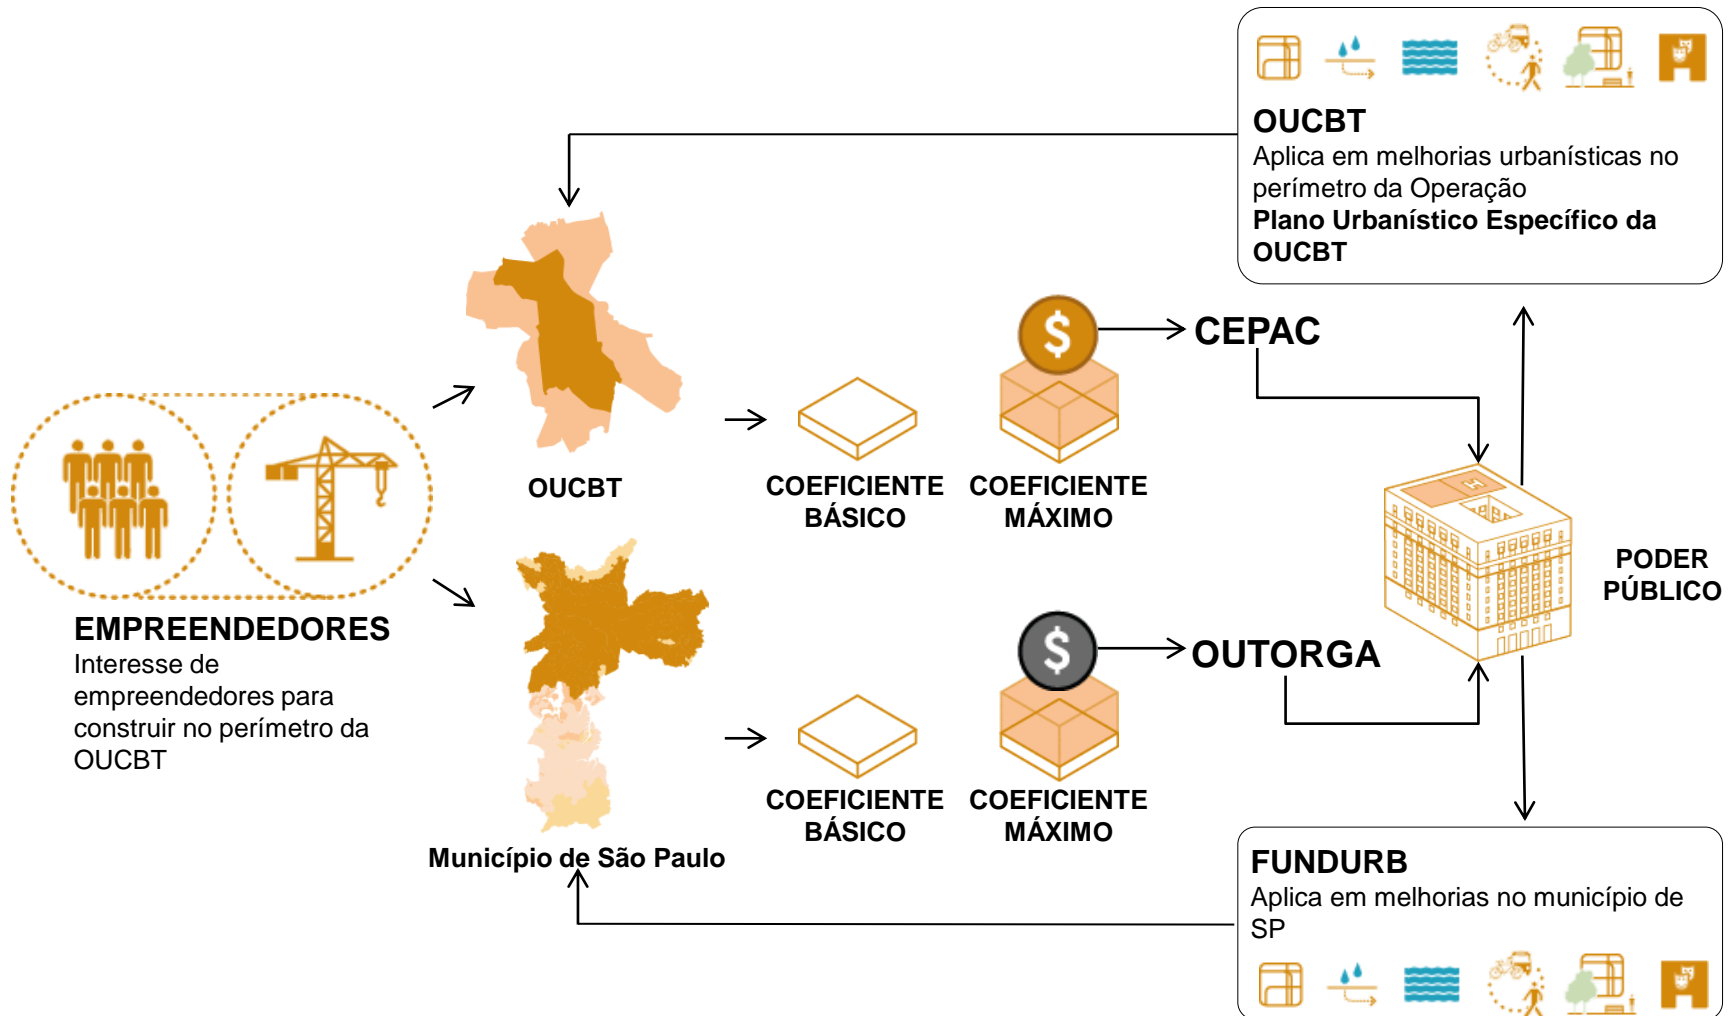 OUCBT
Aplica em melhorias urbanísticas no
perímetro da Operação
Plano Urbanístico Específico da
OUCBT
$
CEPAC
OUCBT
COEFICIENTE
BÁSICO
COEFICIENTE
MÁXIMO
H
PODER
PÚBLICO
EMPREENDEDORES
Interesse de
empreendedores para
construir no perímetro da
OUCBT
$
OUTORGA
COEFICIENTE
BÁSICO
COEFICIENTE
MÁXIMO
Município de São Paulo
FUNDURB
Aplica em melhorias no município de
SP